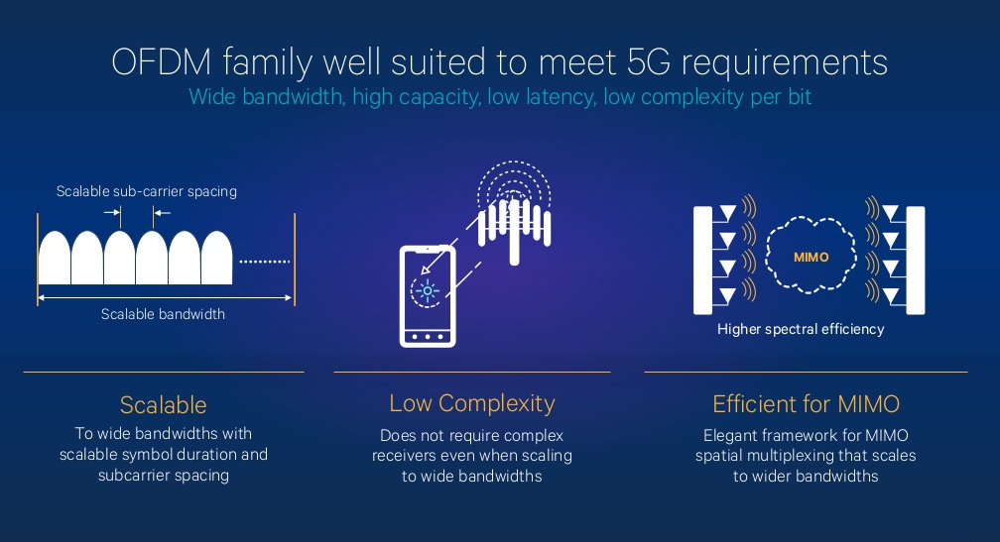 OFDM family well suited to meet 5G requirements
Wide bandwidth, high capacity, low latency, low complexity per bit
Scalable sub-carrier spacing
Scalable bandwidth
MIMO
Higher spectral efficiency
Scalable
To wide bandwidths with
scalable symbol duration and
subcarrier spacing
Low Complexity
Does not require complex
receivers even when scaling
to wide bandwidths
Efficient for MIMO
Elegant framework for MIMO
spatial multiplexing that scales
to wider bandwidths